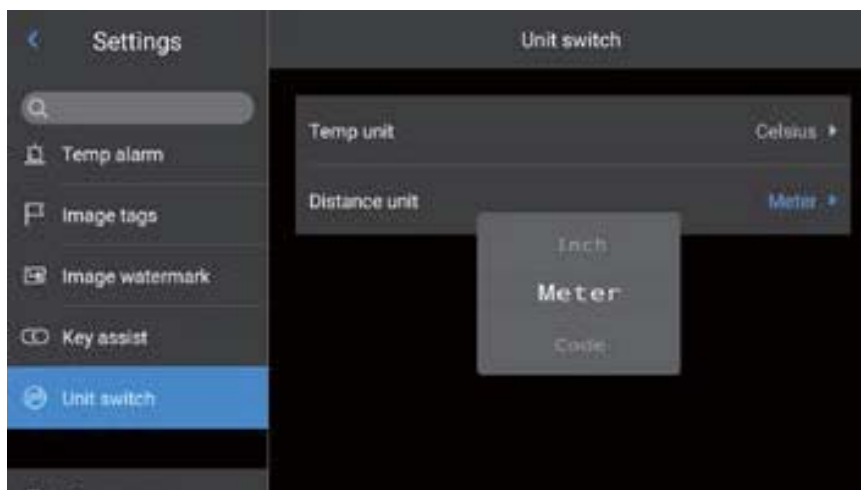 Settings
Unit switch
Temp alarm
Image tags
Image watermark
Key assist
Unit switch
Temp unit
Celsius
Distance unit
Meter
Inch
Meter
Code